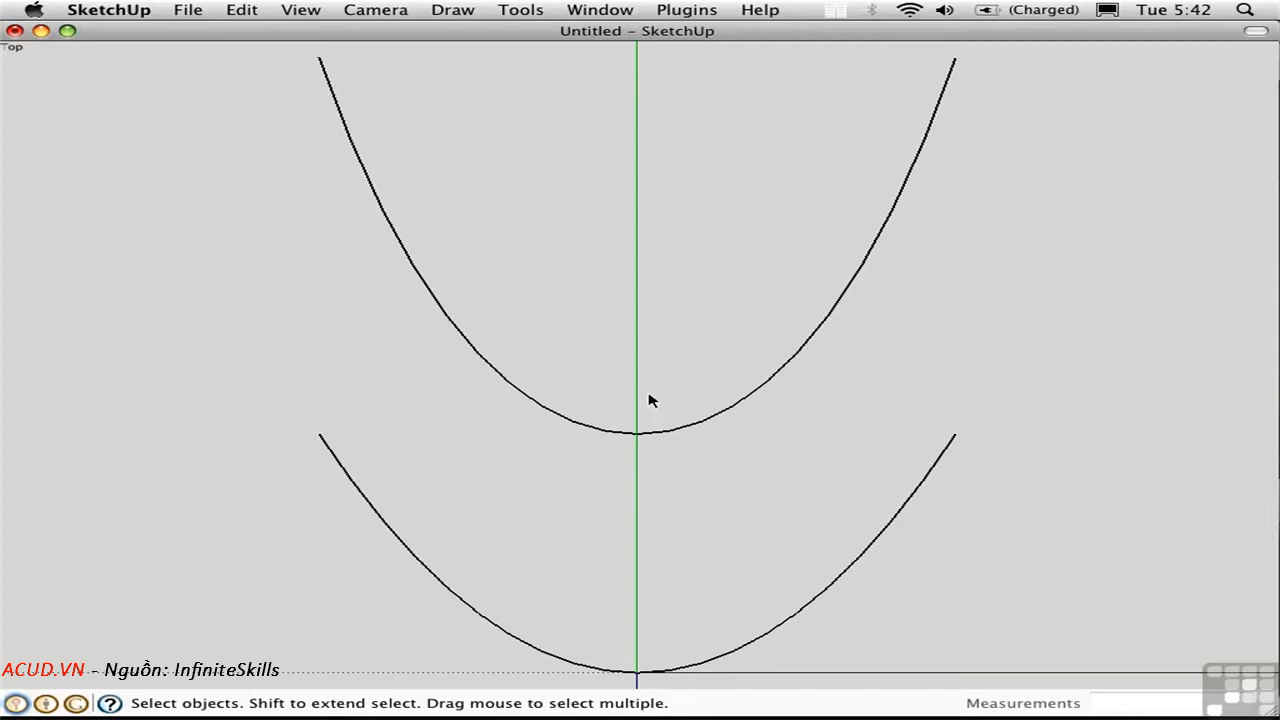 SketchUp File Edit View Camera Draw Tools Window Plugins Help (Charged) Tue 5:42
Untitled – SketchUp
Top
ACUD.VN - Nguồn: InfiniteSkills
Select objects. Shift to extend select. Drag mouse to select multiple. Measurements